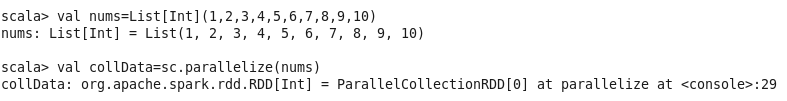 scala> val nums=List[Int](1,2,3,4,5,6,7,8,9,10)
nums: List[Int] = List(1, 2, 3, 4, 5, 6, 7, 8, 9, 10)
scala> val collData=sc.parallelize(nums)
collData: org.apache.spark.rdd.RDD[Int] = ParallelCollectionRDD[0] at parallelize at <console>:29